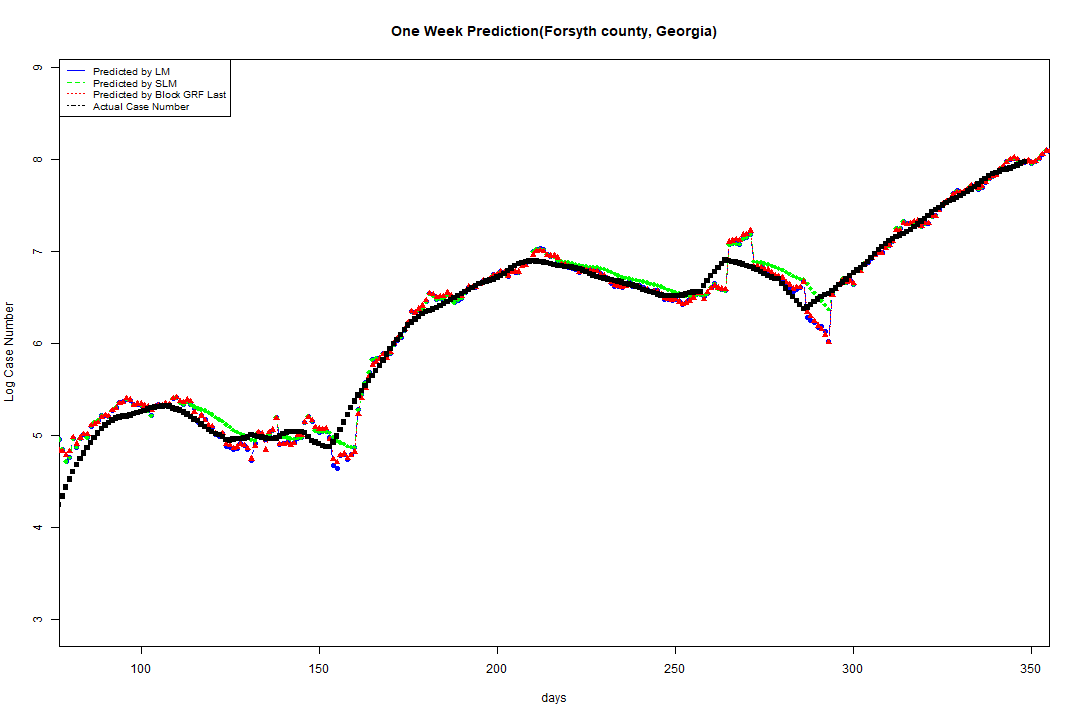 One Week Prediction(Forsyth county, Georgia)
Predicted by LM
Predicted by SLM
Predicted by Block GRF Last
Actual Case Number
9
8
7
6
5
4
3
Log Case Number
100 150 200 250 300 350
days